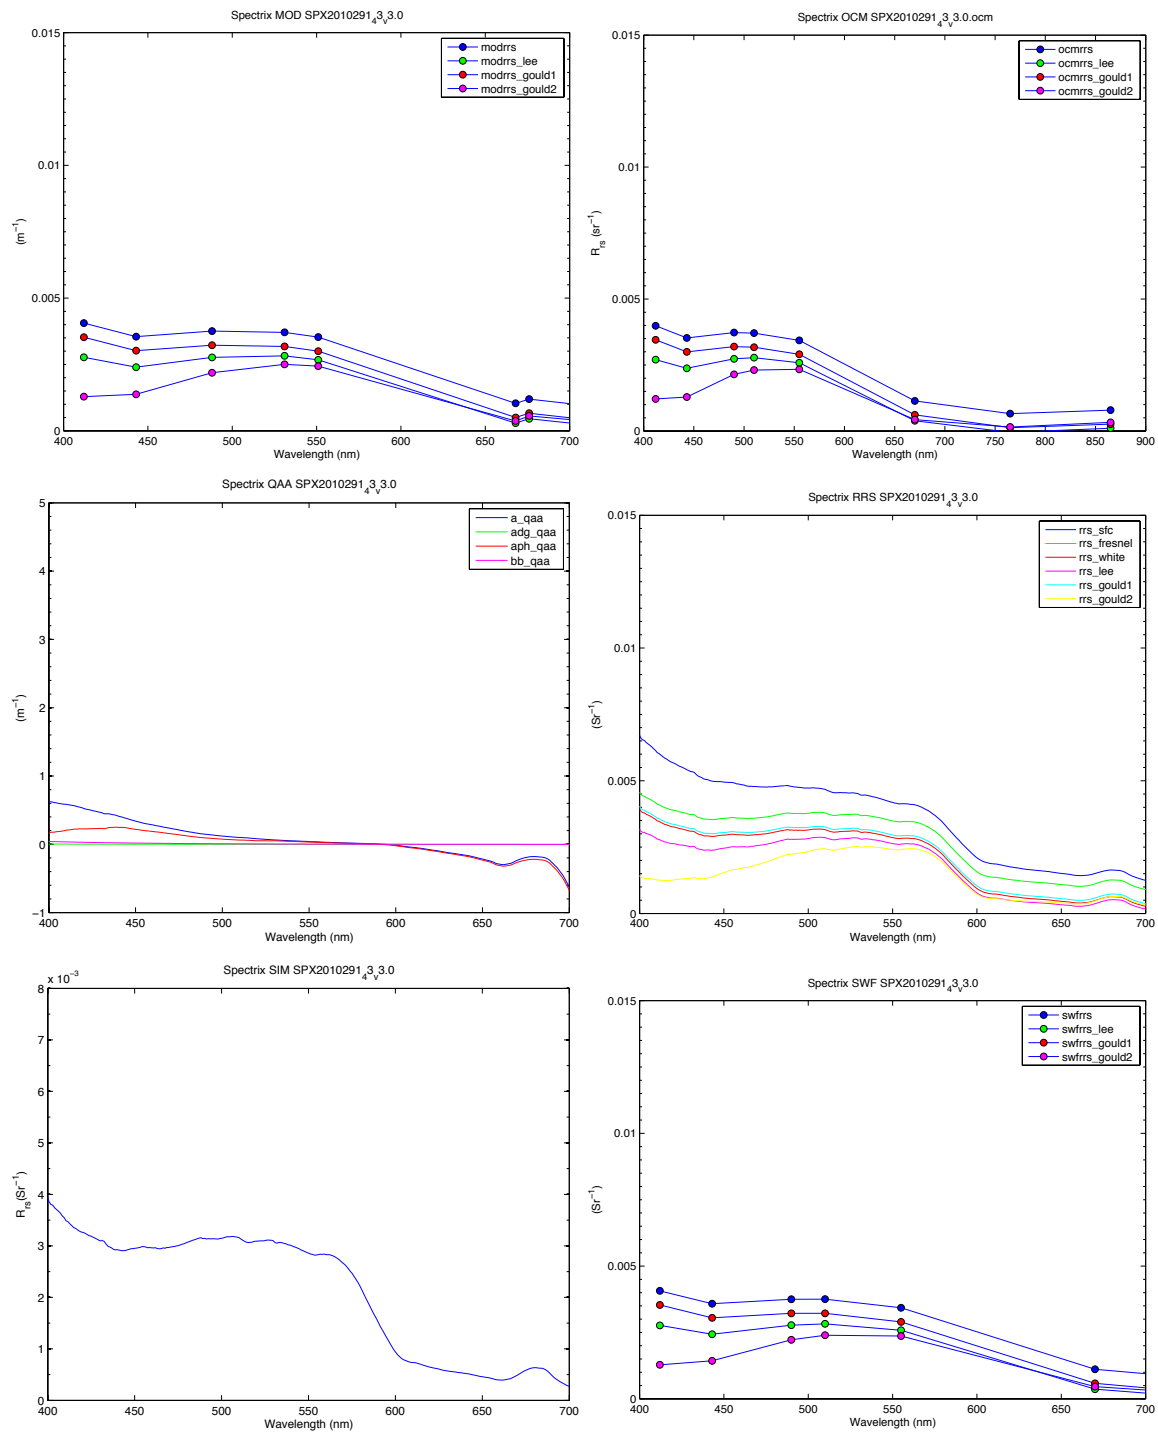 Spectrix MOD SPX2010291_4 3_v 3.0
0.015
modrrs
modrrs_lee
modrrs_gould1
modrrs_gould2
0.01
(m⁻¹)
0.005
0
400 450 500 550 600 650 700
Wavelength (nm)
Spectrix OCM SPX2010291_4 3_v 3.0.ocm
0.015
ocmrrs
ocmrrs_lee
ocmrrs_gould1
ocmrrs_gould2
0.01
R_rs (sr⁻¹)
0.005
0
400 450 500 550 600 650 700 750 800 850 900
Wavelength (nm)
Spectrix QAA SPX2010291_4 3_v 3.0
5
a_qaa
adg_qaa
aph_qaa
bb_qaa
4
3
(m⁻¹)
2
1
0
−1
400 450 500 550 600 650 700
Wavelength (nm)
Spectrix RRS SPX2010291_4 3_v 3.0
0.015
rrs_sfc
rrs_fresnel
rrs_white
rrs_lee
rrs_gould1
rrs_gould2
0.01
(Sr⁻¹)
0.005
0
400 450 500 550 600 650 700
Wavelength (nm)
Spectrix SIM SPX2010291_4 3_v 3.0
x 10⁻³
8
7
6
5
4
R_rs(Sr⁻¹)
3
2
1
0
400 450 500 550 600 650 700
Wavelength (nm)
Spectrix SWF SPX2010291_4 3_v 3.0
0.015
swfrrs
swfrrs_lee
swfrrs_gould1
swfrrs_gould2
0.01
(Sr⁻¹)
0.005
0
400 450 500 550 600 650 700
Wavelength (nm)